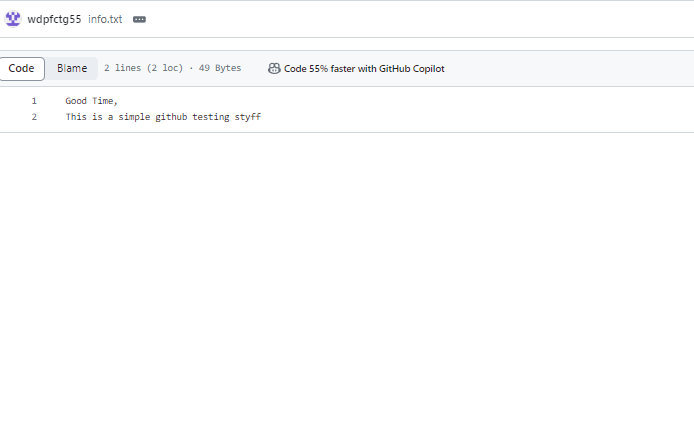 wdpfctg55 info.txt
Code Blame 2 lines (2 loc) · 49 Bytes Code 55% faster with GitHub Copilot
1 Good Time,
2 This is a simple github testing styff